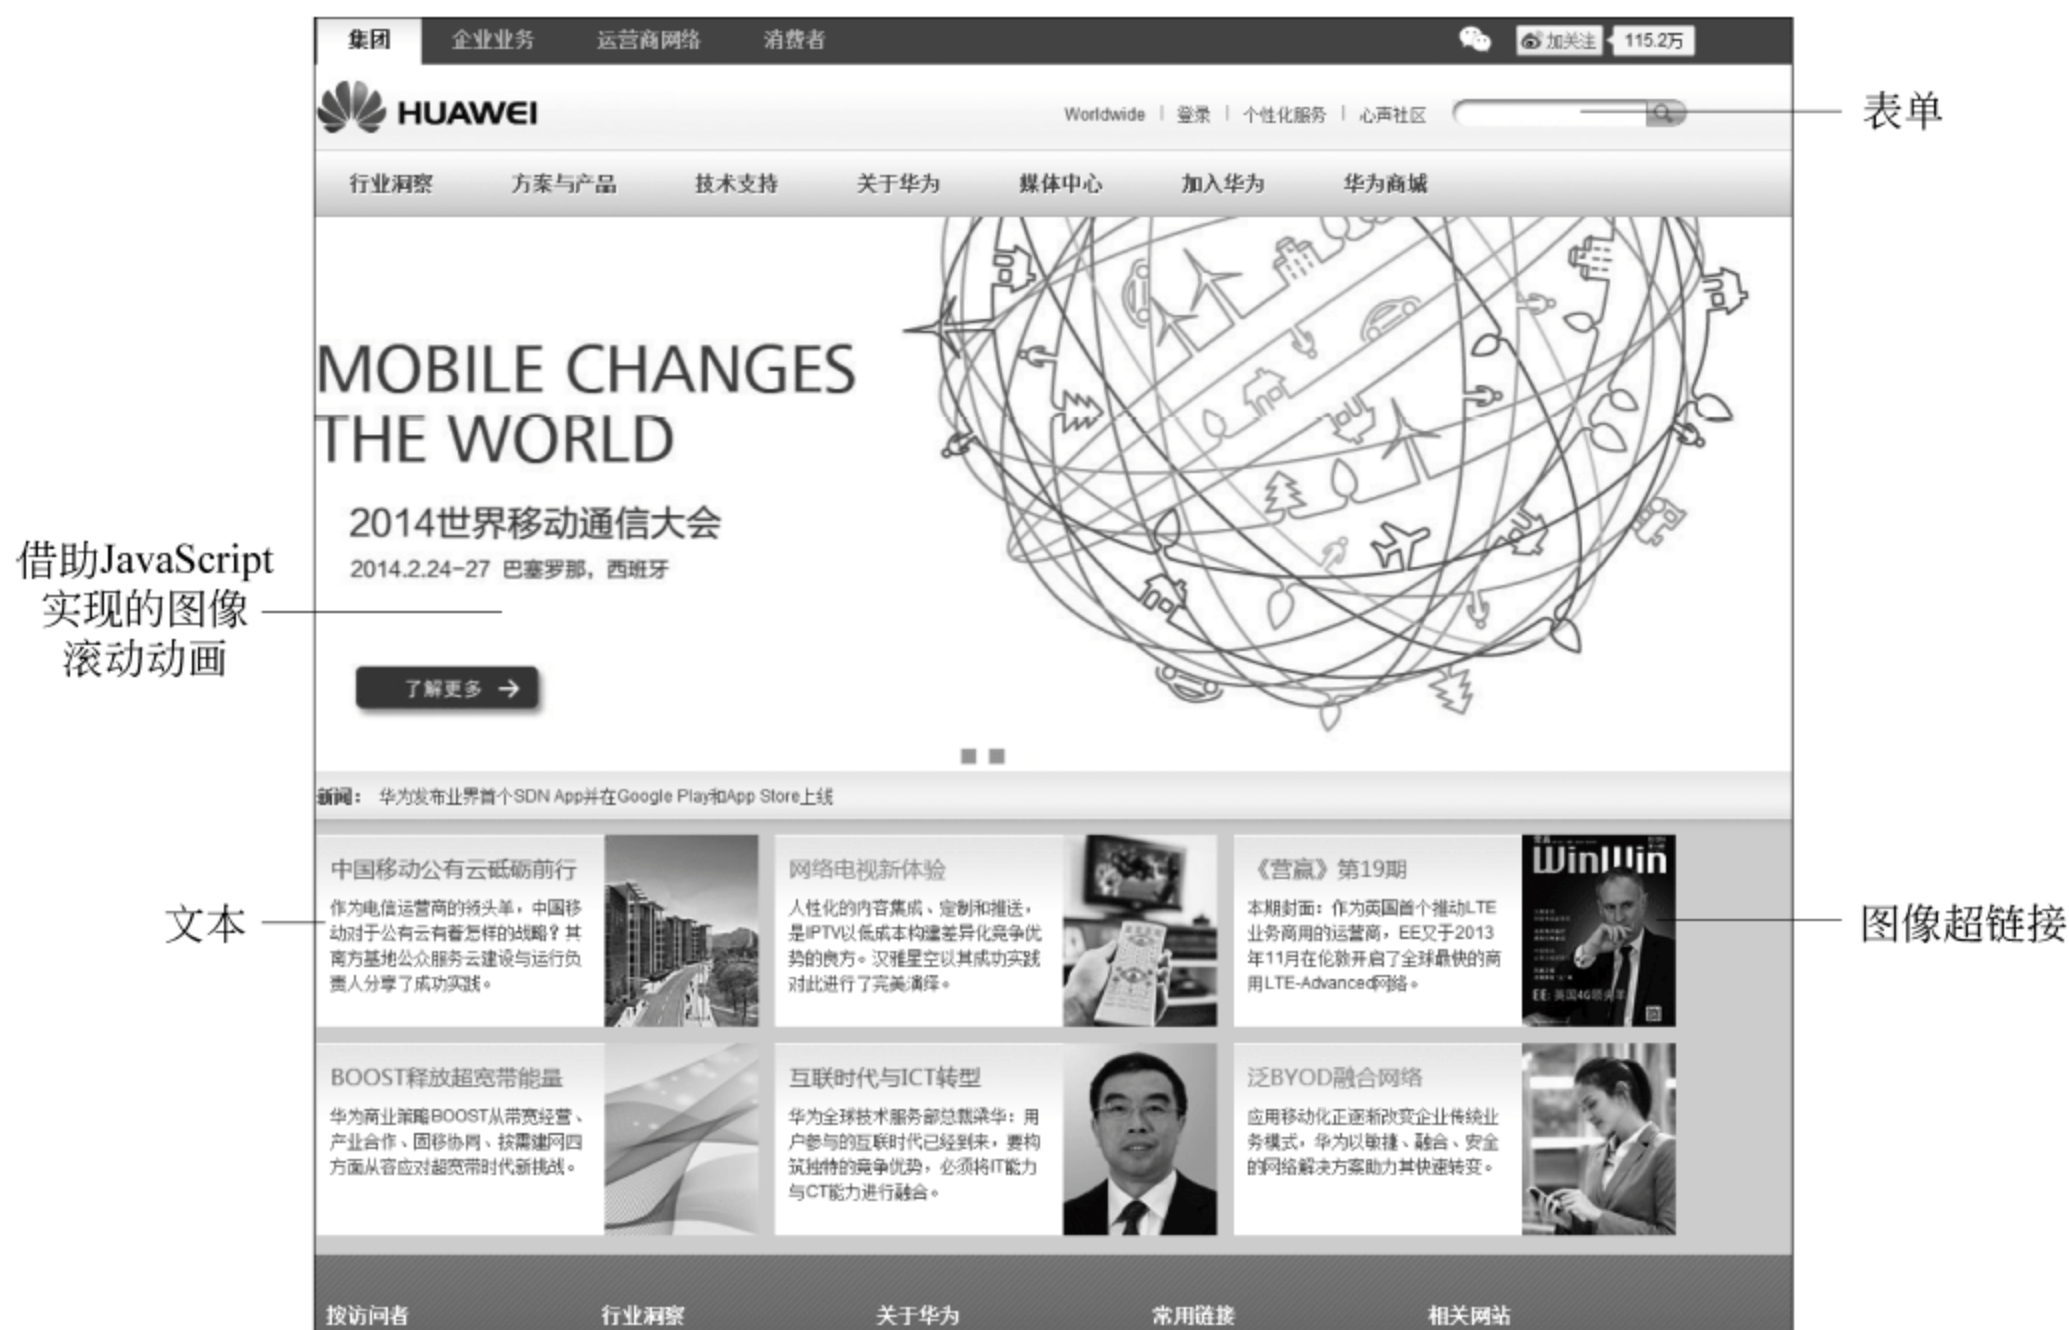 集团 企业业务 运营商网络 消费者 加关注 115.2万
HUAWEI
Worldwide | 登录 | 个性化服务 | 心声社区
表单
行业洞察 方案与产品 技术支持 关于华为 媒体中心 加入华为 华为商城
MOBILE CHANGES
THE WORLD
2014世界移动通信大会
2014.2.24-27 巴塞罗那，西班牙
借助JavaScript
实现的图像
滚动动画
了解更多
新闻： 华为发布业界首个SDN App并在Google Play和App Store上线
文本
中国移动公有云砥砺前行
作为电信运营商的领头羊，中国移
动对于公有云有着怎样的战略？其
南方基地公众服务云建设与运行负
责人分享了成功实践。
网络电视新体验
人性化的内容集成、定制和推送，
是IPTV以低成本构建差异化竞争优
势的良方。汉雅星空以其成功实践
对此进行了完美演绎。
《营赢》第19期
本期封面：作为英国首个推动LTE
业务商用的运营商，EE又于2013
年11月在伦敦开启了全球最快的商
用LTE-Advanced网络。
WinWin
EE: 英国4G领头羊
图像超链接
BOOST释放超宽带能量
华为商业策略BOOST从带宽经营、
产业合作、固移协同、按需建网四
方面从容应对超宽带时代新挑战。
互联时代与ICT转型
华为全球技术服务部总裁梁华：用
户参与的互联时代已经到来，要构
筑独特的竞争优势，必须将IT能力
与CT能力进行融合。
泛BYOD融合网络
应用移动化正逐渐改变企业传统业
务模式，华为以敏捷、融合、安全
的网络解决方案助力其快速转变。
按访问者 行业洞察 关于华为 常用链接 相关网站